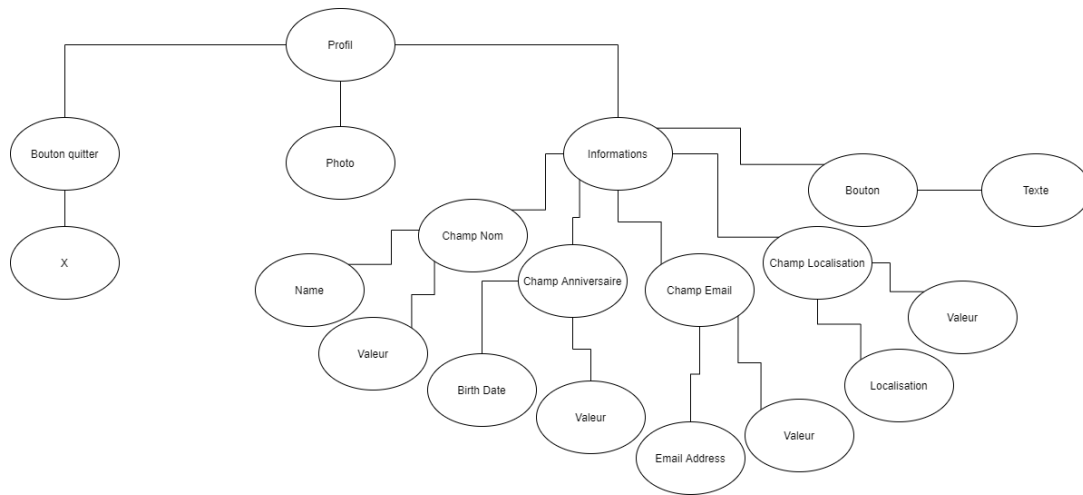 Profil
Bouton quitter
Photo
Informations
Bouton
Texte
X
Champ Nom
Name
Valeur
Champ Anniversaire
Birth Date
Valeur
Champ Email
Email Address
Valeur
Champ Localisation
Valeur
Localisation